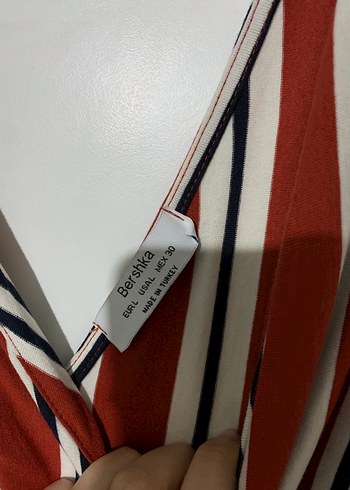 Bershka
EUR L USA L MEX 30
MADE IN TURKEY